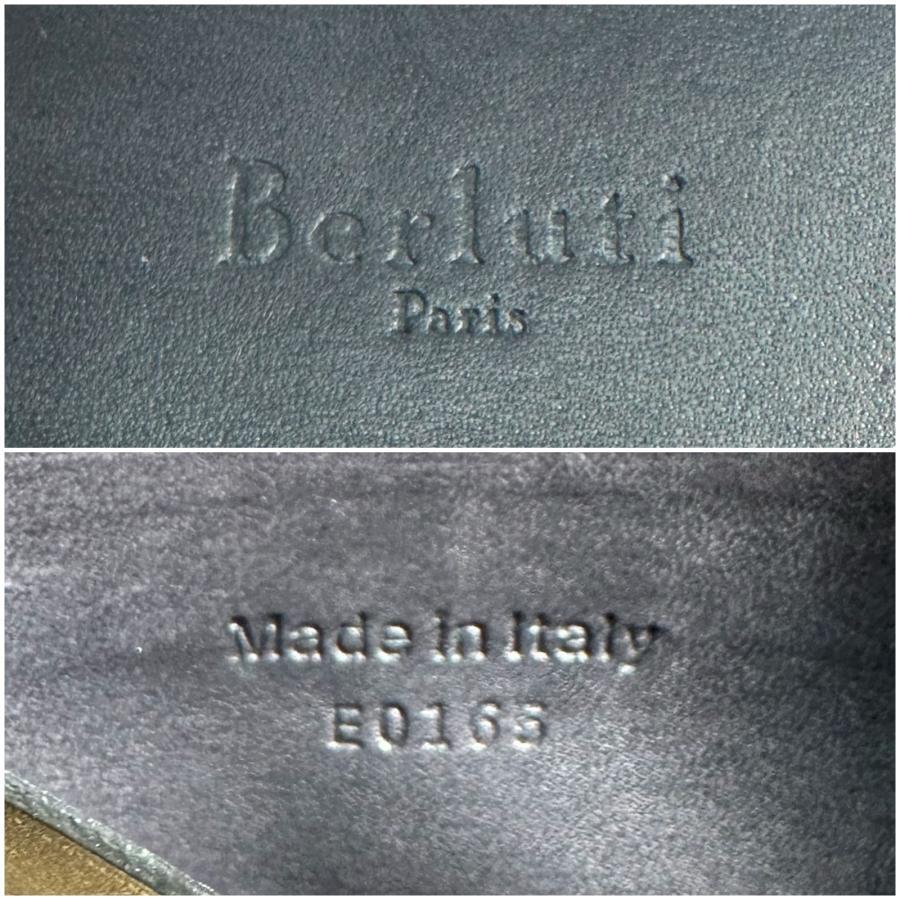 Berluti
Paris
Made in Italy
E0165